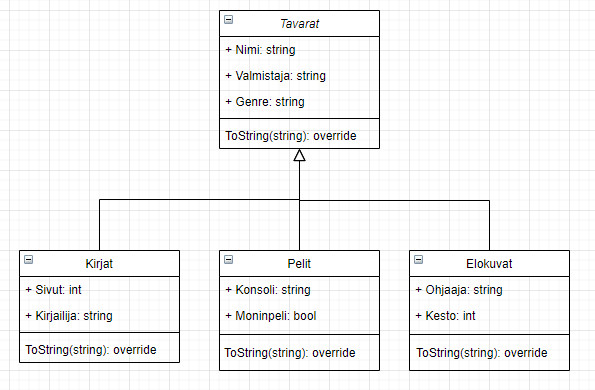 Tavarat
+ Nimi: string
+ Valmistaja: string
+ Genre: string
ToString(string): override
Kirjat
+ Sivut: int
+ Kirjailija: string
ToString(string): override
Pelit
+ Konsoli: string
+ Moninpeli: bool
ToString(string): override
Elokuvat
+ Ohjaaja: string
+ Kesto: int
ToString(string): override